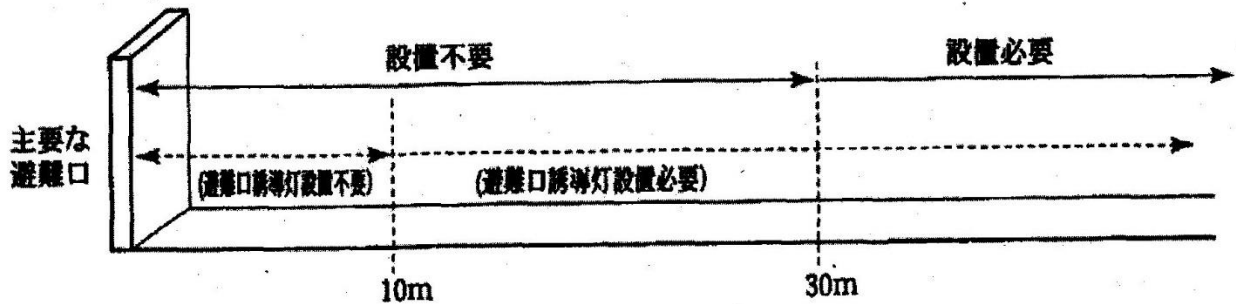 設置不要
設置必要
主要な
避難口
(避難口誘導灯設置不要)
(避難口誘導灯設置必要)
10m
30m